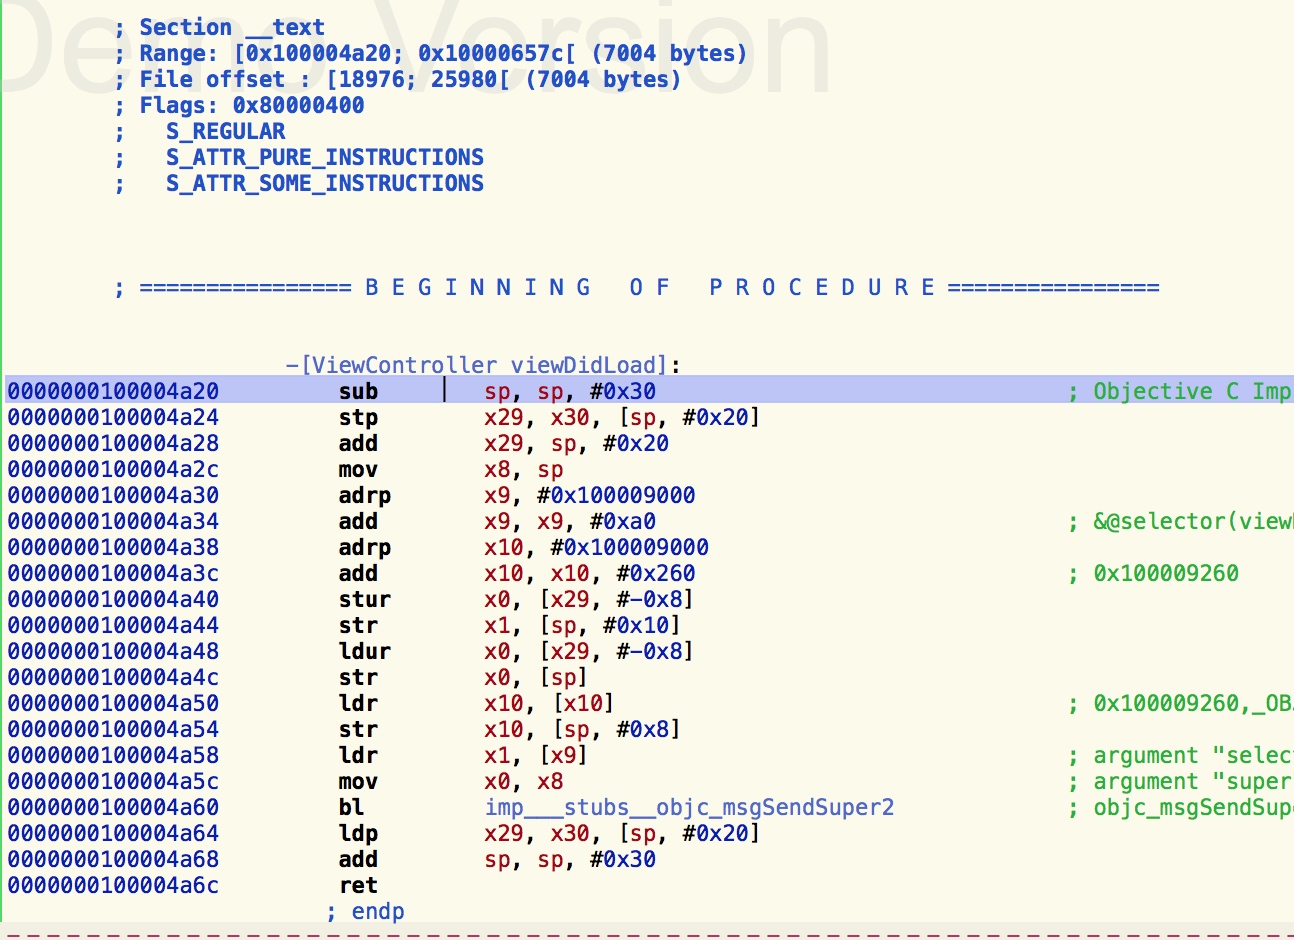 Demo Version
; Section __text
; Range: [0x100004a20; 0x10000657c[ (7004 bytes)
; File offset : [18976; 25980[ (7004 bytes)
; Flags: 0x80000400
;   S_REGULAR
;   S_ATTR_PURE_INSTRUCTIONS
;   S_ATTR_SOME_INSTRUCTIONS
; ================ B E G I N N I N G   O F   P R O C E D U R E ================
-[ViewController viewDidLoad]:
0000000100004a20 sub sp, sp, #0x30 ; Objective C Imp
0000000100004a24 stp x29, x30, [sp, #0x20]
0000000100004a28 add x29, sp, #0x20
0000000100004a2c mov x8, sp
0000000100004a30 adrp x9, #0x100009000
0000000100004a34 add x9, x9, #0xa0 ; &@selector(view
0000000100004a38 adrp x10, #0x100009000
0000000100004a3c add x10, x10, #0x260 ; 0x100009260
0000000100004a40 stur x0, [x29, #-0x8]
0000000100004a44 str x1, [sp, #0x10]
0000000100004a48 ldur x0, [x29, #-0x8]
0000000100004a4c str x0, [sp]
0000000100004a50 ldr x10, [x10] ; 0x100009260,_OB
0000000100004a54 str x10, [sp, #0x8]
0000000100004a58 ldr x1, [x9] ; argument "selec
0000000100004a5c mov x0, x8 ; argument "super
0000000100004a60 bl imp___stubs__objc_msgSendSuper2 ; objc_msgSendSupe
0000000100004a64 ldp x29, x30, [sp, #0x20]
0000000100004a68 add sp, sp, #0x30
0000000100004a6c ret
; endp